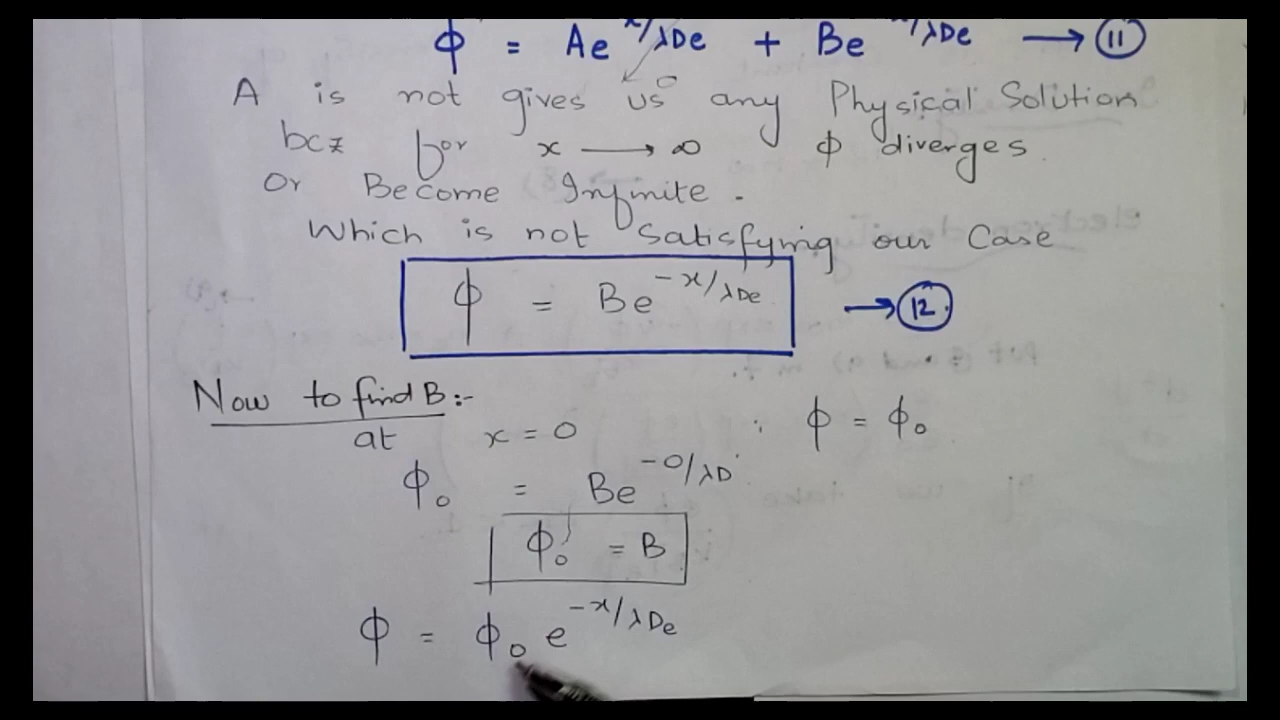 ϕ = Ae^x/λDe + Be^-x/λDe → (11)
0
A is not gives us any Physical Solution
bcz for x → ∞ ϕ diverges
Or Become Infinite.
Which is not Satisfying our Case
ϕ = Be^-x/λDe → (12)
Now to find B:-
at x = 0 ; ϕ = ϕ₀
ϕ₀ = Be^-0/λD
ϕ₀ = B
ϕ = ϕ₀ e^-x/λDe